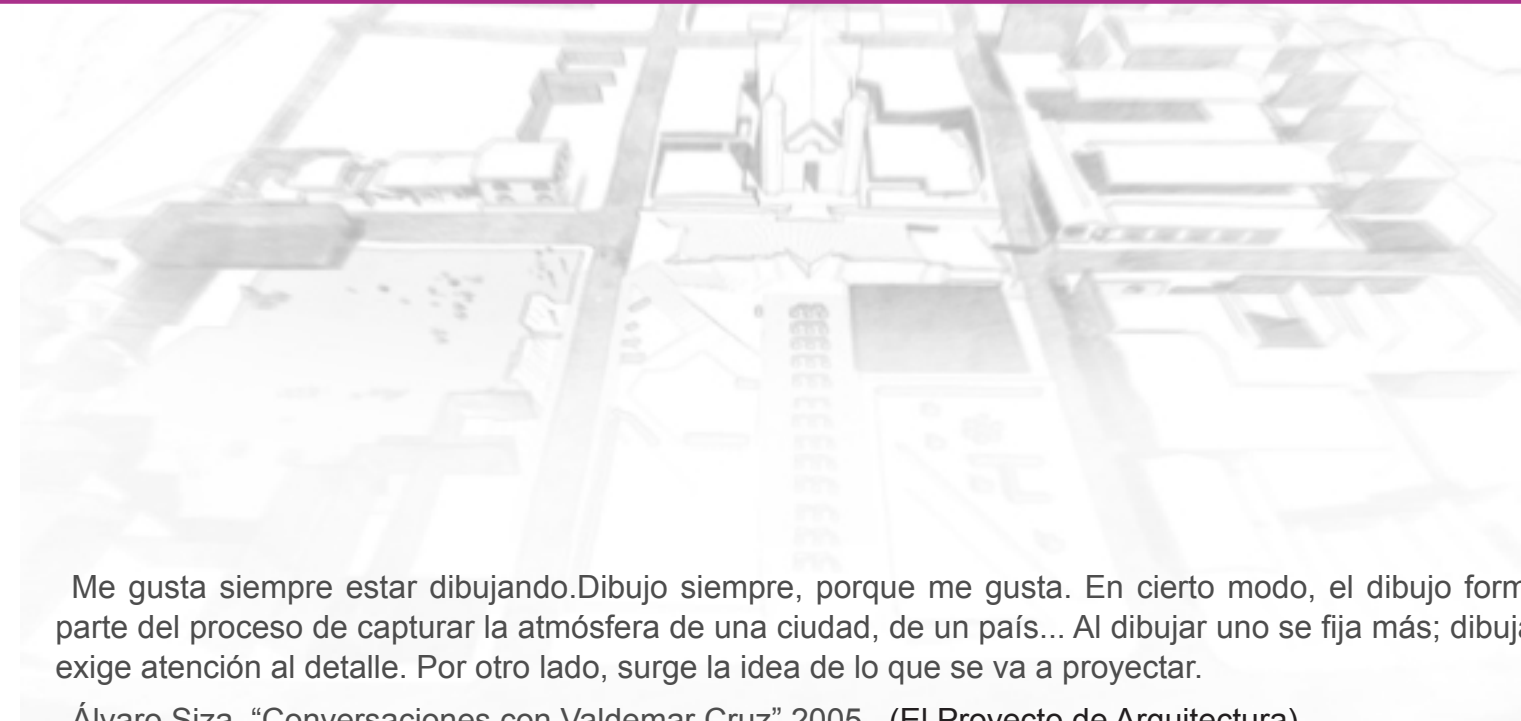 Me gusta siempre estar dibujando.Dibujo siempre, porque me gusta. En cierto modo, el dibujo form
parte del proceso de capturar la atmósfera de una ciudad, de un país... Al dibujar uno se fija más; dibuja
exige atención al detalle. Por otro lado, surge la idea de lo que se va a proyectar.
Álvaro Siza, “Conversaciones con Valdemar Cruz” 2005. (El Proyecto de Arquitectura)